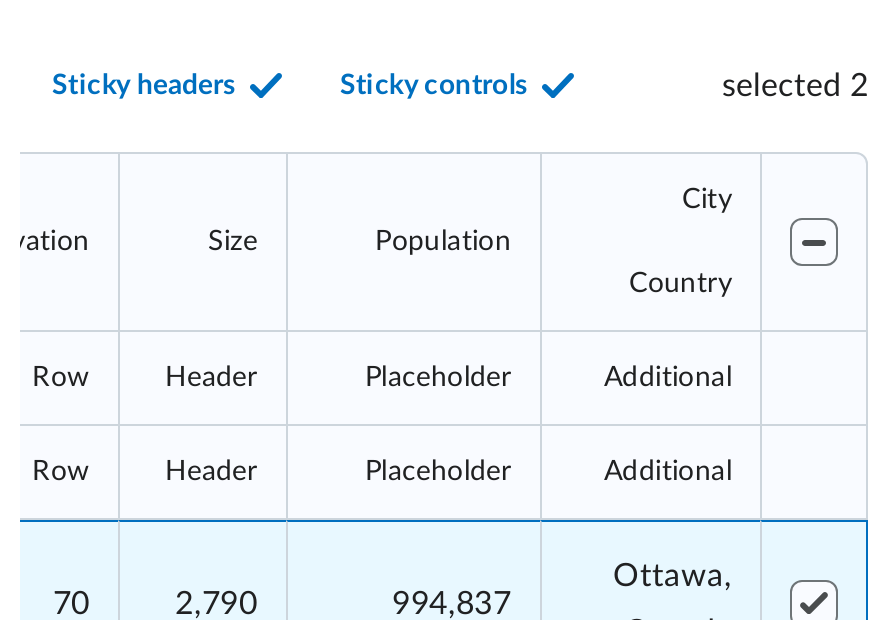 Sticky headers Sticky controls selected 2
vation Size Population City
Country
Row Header Placeholder Additional
Row Header Placeholder Additional
70 2,790 994,837 Ottawa,